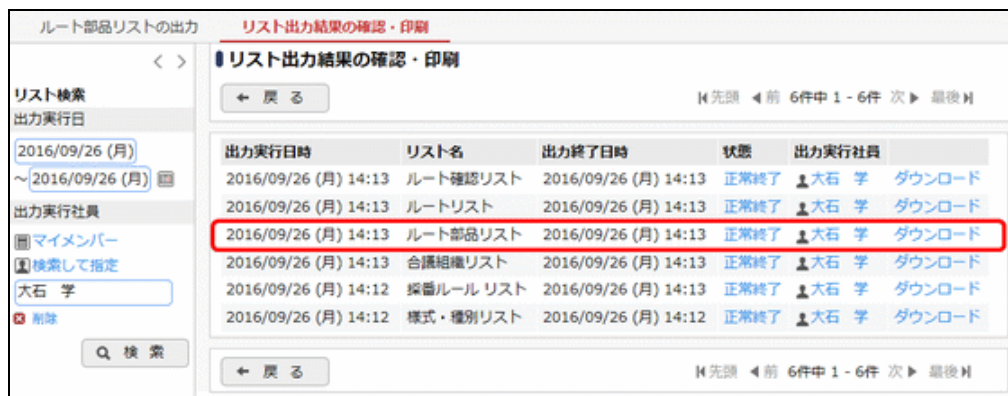 ルート部品リストの出力 リスト出力結果の確認・印刷
< >
リスト検索
出力実行日
2016/09/26 (月)
～2016/09/26 (月)
出力実行社員
マイメンバー
検索して指定
大石 学
削除
検 索
リスト出力結果の確認・印刷
← 戻 る 先頭 ◀前 6件中 1 - 6件 次▶ 最後
出力実行日時 リスト名 出力終了日時 状態 出力実行社員
2016/09/26 (月) 14:13 ルート確認リスト 2016/09/26 (月) 14:13 正常終了 大石 学 ダウンロード
2016/09/26 (月) 14:13 ルートリスト 2016/09/26 (月) 14:13 正常終了 大石 学 ダウンロード
2016/09/26 (月) 14:13 ルート部品リスト 2016/09/26 (月) 14:13 正常終了 大石 学 ダウンロード
2016/09/26 (月) 14:13 合議組織リスト 2016/09/26 (月) 14:13 正常終了 大石 学 ダウンロード
2016/09/26 (月) 14:12 採番ルール リスト 2016/09/26 (月) 14:13 正常終了 大石 学 ダウンロード
2016/09/26 (月) 14:12 様式・種別リスト 2016/09/26 (月) 14:12 正常終了 大石 学 ダウンロード
← 戻 る 先頭 ◀前 6件中 1 - 6件 次▶ 最後